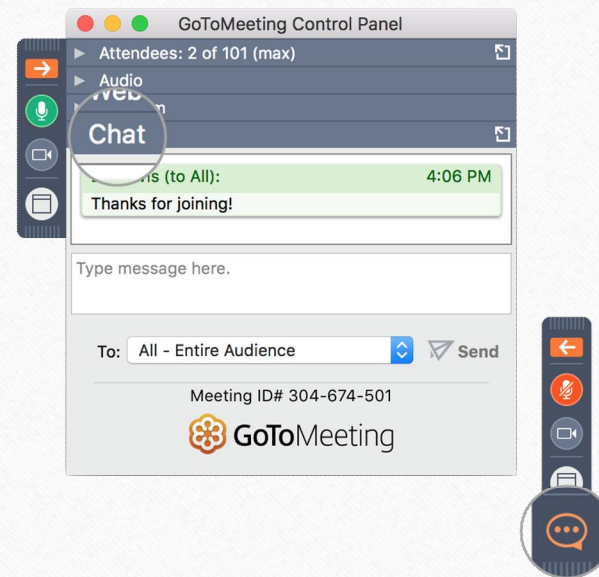 GoToMeeting Control Panel
Attendees: 2 of 101 (max)
Audio
Web
Chat
(to All): 4:06 PM
Thanks for joining!
Type message here.
To: All - Entire Audience Send
Meeting ID# 304-674-501
GoToMeeting